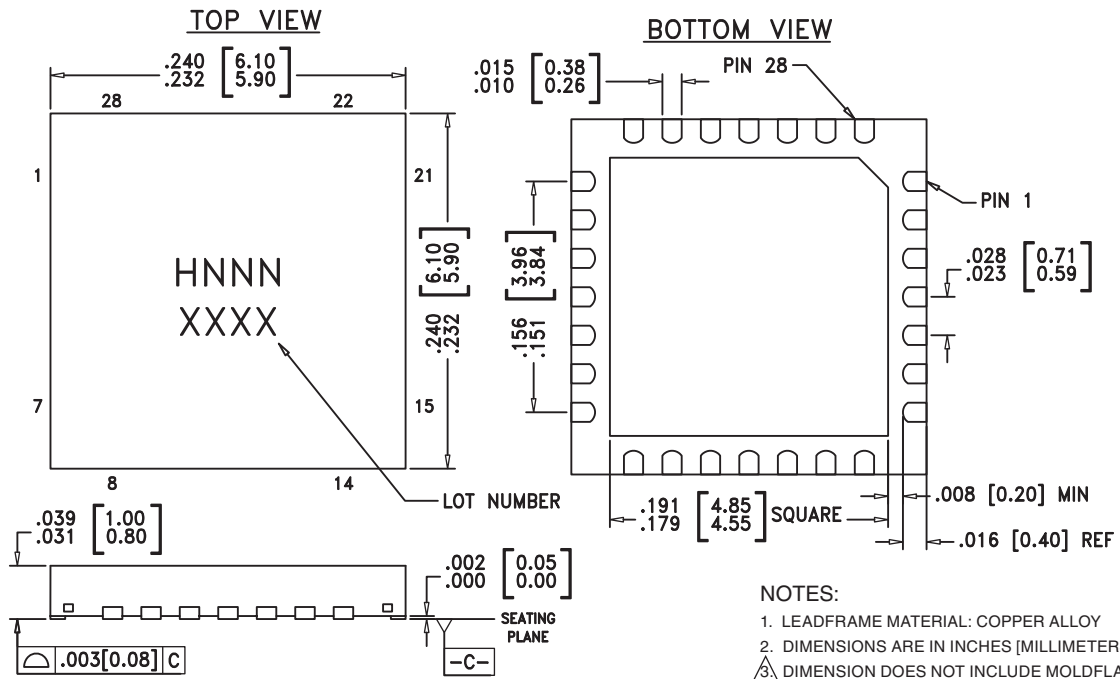 TOP VIEW
.240 [6.10]
.232 [5.90]
28 22
1 21
HNNN
XXXX
7 15
8 14
.240 [6.10]
.232 [5.90]
LOT NUMBER
.039 [1.00]
.031 [0.80]
.002 [0.05]
.000 [0.00]
SEATING
PLANE
.003[0.08] C
-C-
BOTTOM VIEW
.015 [0.38]
.010 [0.26]
PIN 28
PIN 1
.156 [3.96]
.151 [3.84]
.028 [0.71]
.023 [0.59]
.191 [4.85]
.179 [4.55] SQUARE
.008 [0.20] MIN
.016 [0.40] REF
NOTES:
1. LEADFRAME MATERIAL: COPPER ALLOY
2. DIMENSIONS ARE IN INCHES [MILLIMETER
3. DIMENSION DOES NOT INCLUDE MOLDFLA